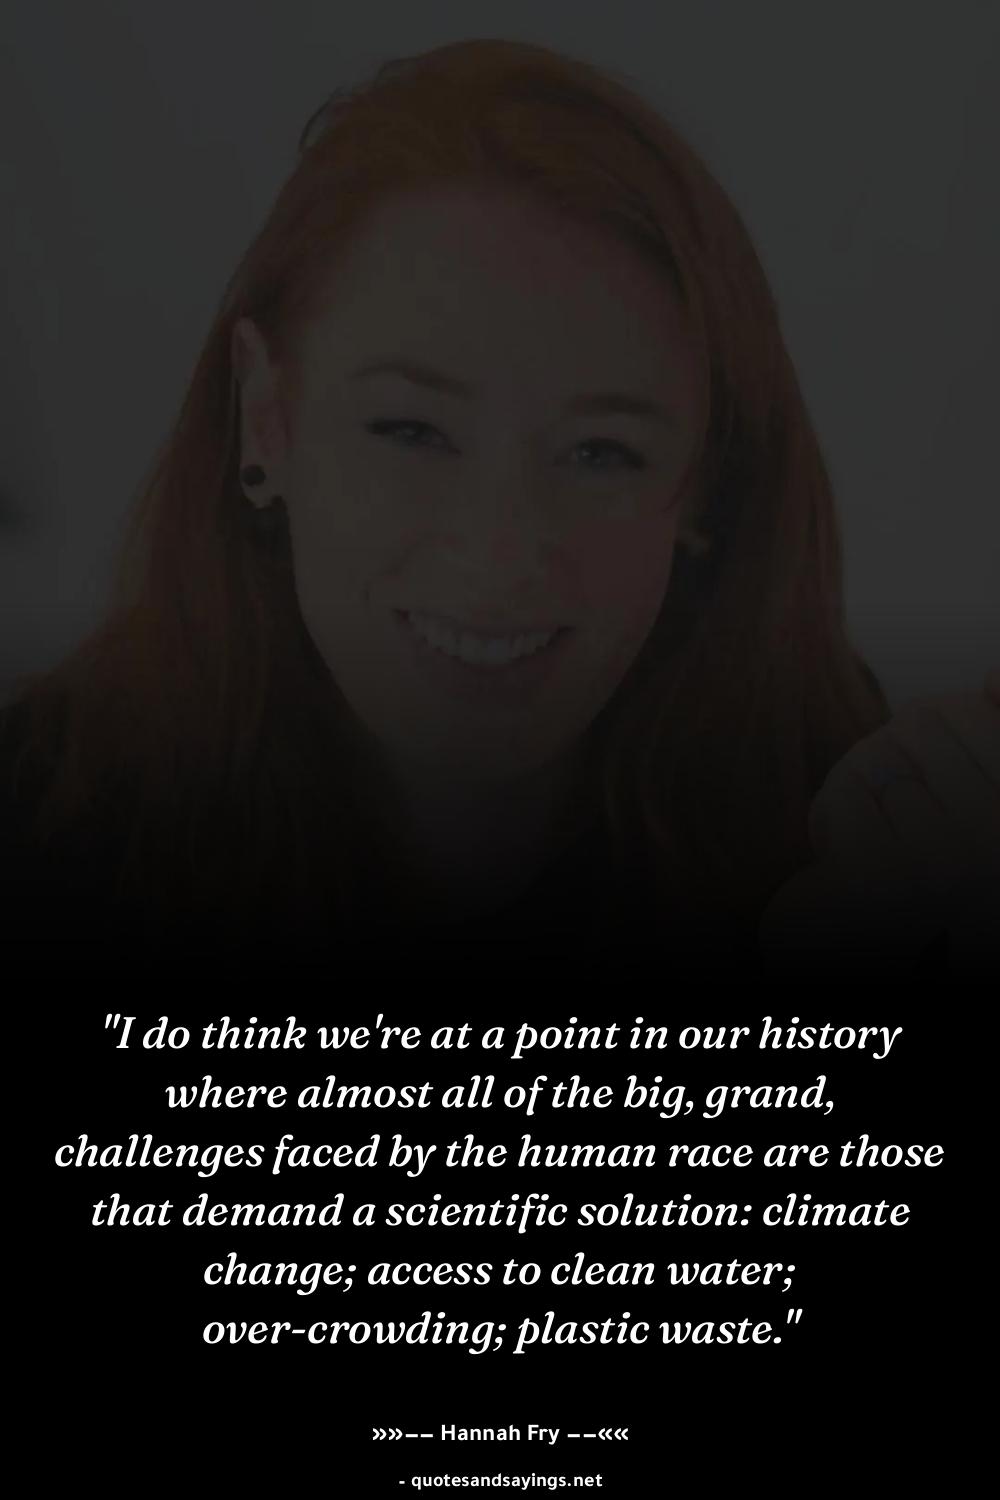 "I do think we're at a point in our history
where almost all of the big, grand,
challenges faced by the human race are those
that demand a scientific solution: climate
change; access to clean water;
over-crowding; plastic waste."
»»-- Hannah Fry --««
- quotesandsayings.net